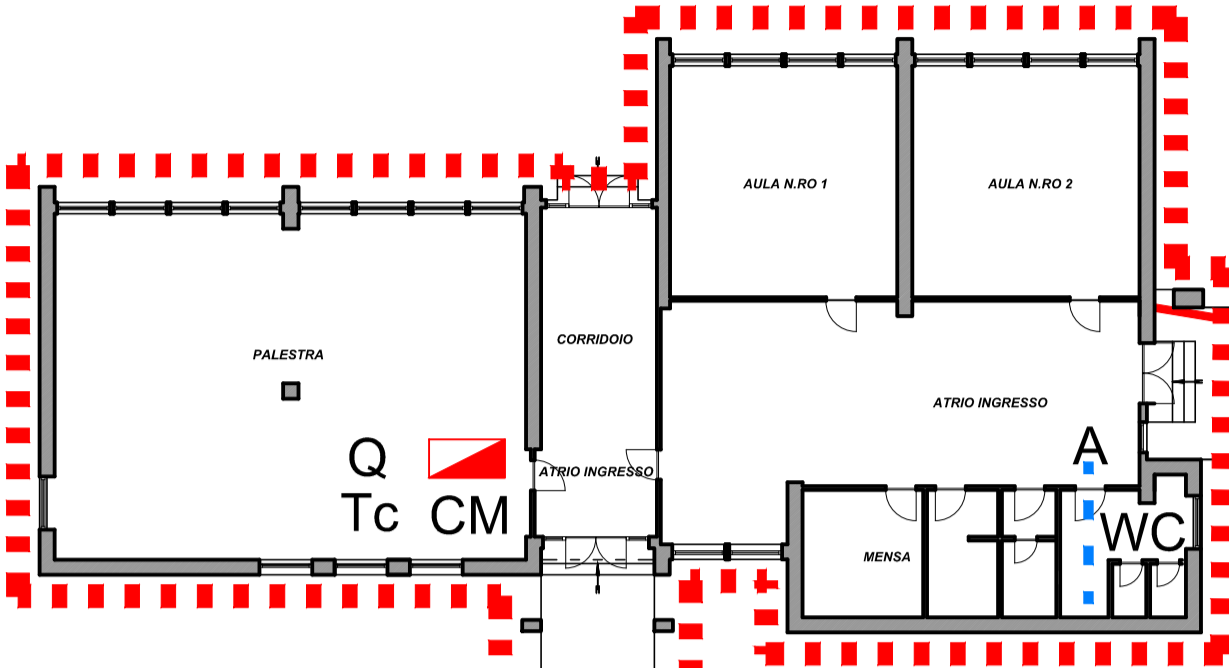 AULA N.RO 1
AULA N.RO 2
CORRIDOIO
PALESTRA
ATRIO INGRESSO
A
Q
ATRIO INGRESSO
Tc
CM
WC
MENSA